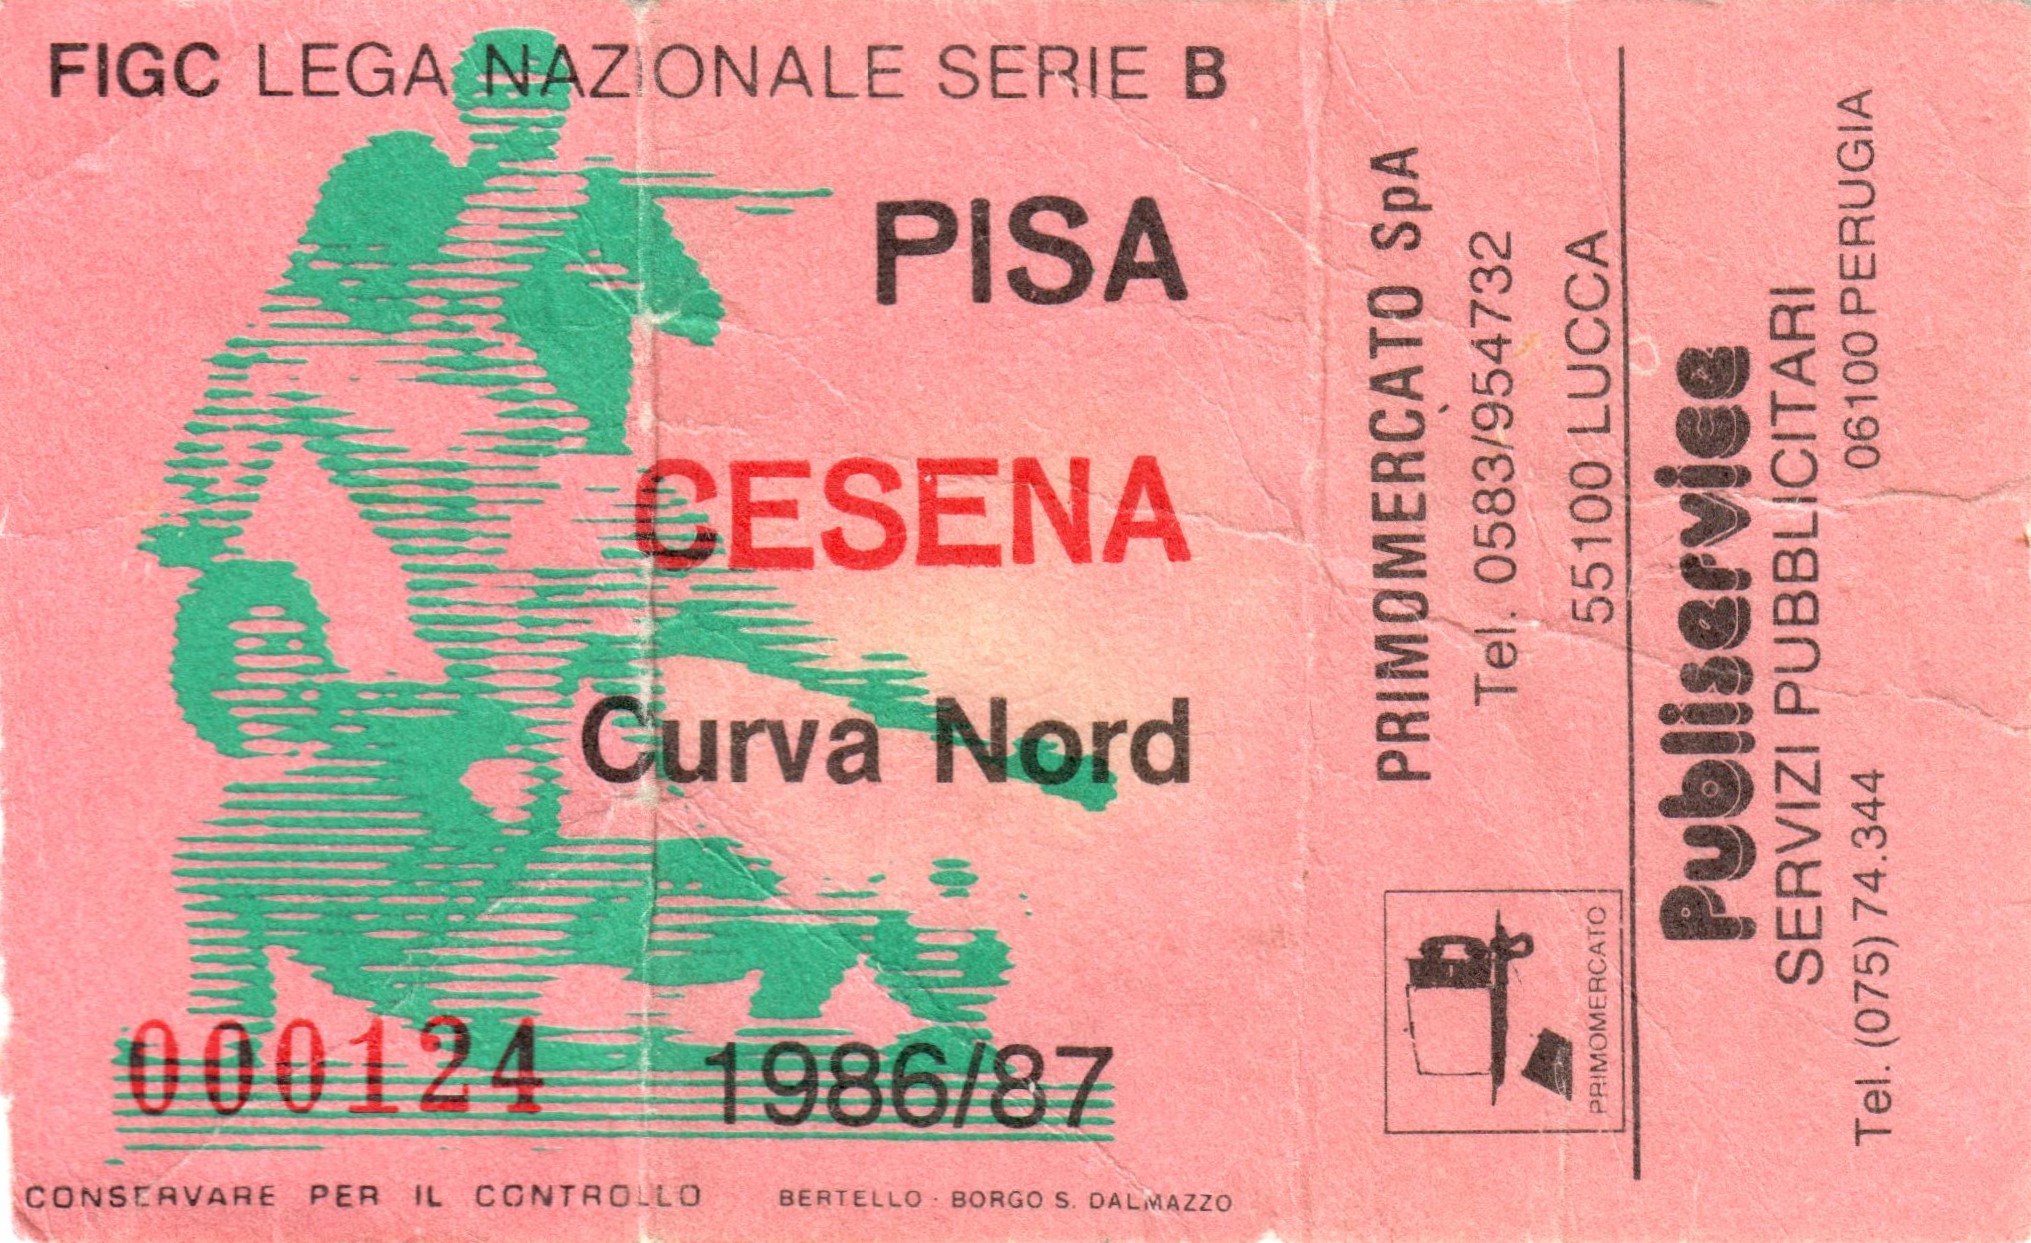 FIGC LEGA NAZIONALE SERIE B
PISA
CESENA
Curva Nord
000124
1986/87
CONSERVARE PER IL CONTROLLO
BERTELLO - BORGO S. DALMAZZO
PRIMOMERCATO SpA
Tel. 0583/954732
55100 LUCCA
PRIMOMERCATO
Publiservice
SERVIZI PUBBLICITARI
Tel. (075) 74.344 06100 PERUGIA